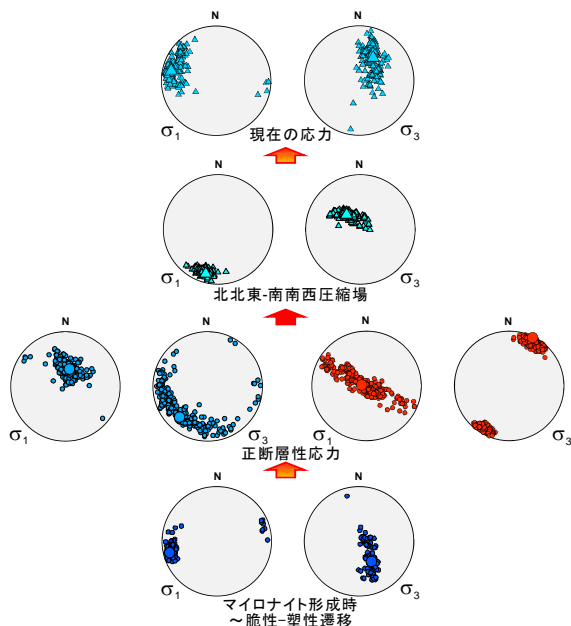 N N
σ1 σ3
現在の応力
N N
σ1 σ3
北北東-南南西圧縮場
N N N N
σ1 σ3 σ1 σ3
正断層性応力
N N
σ1 σ3
マイロナイト形成時
～脆性-塑性遷移